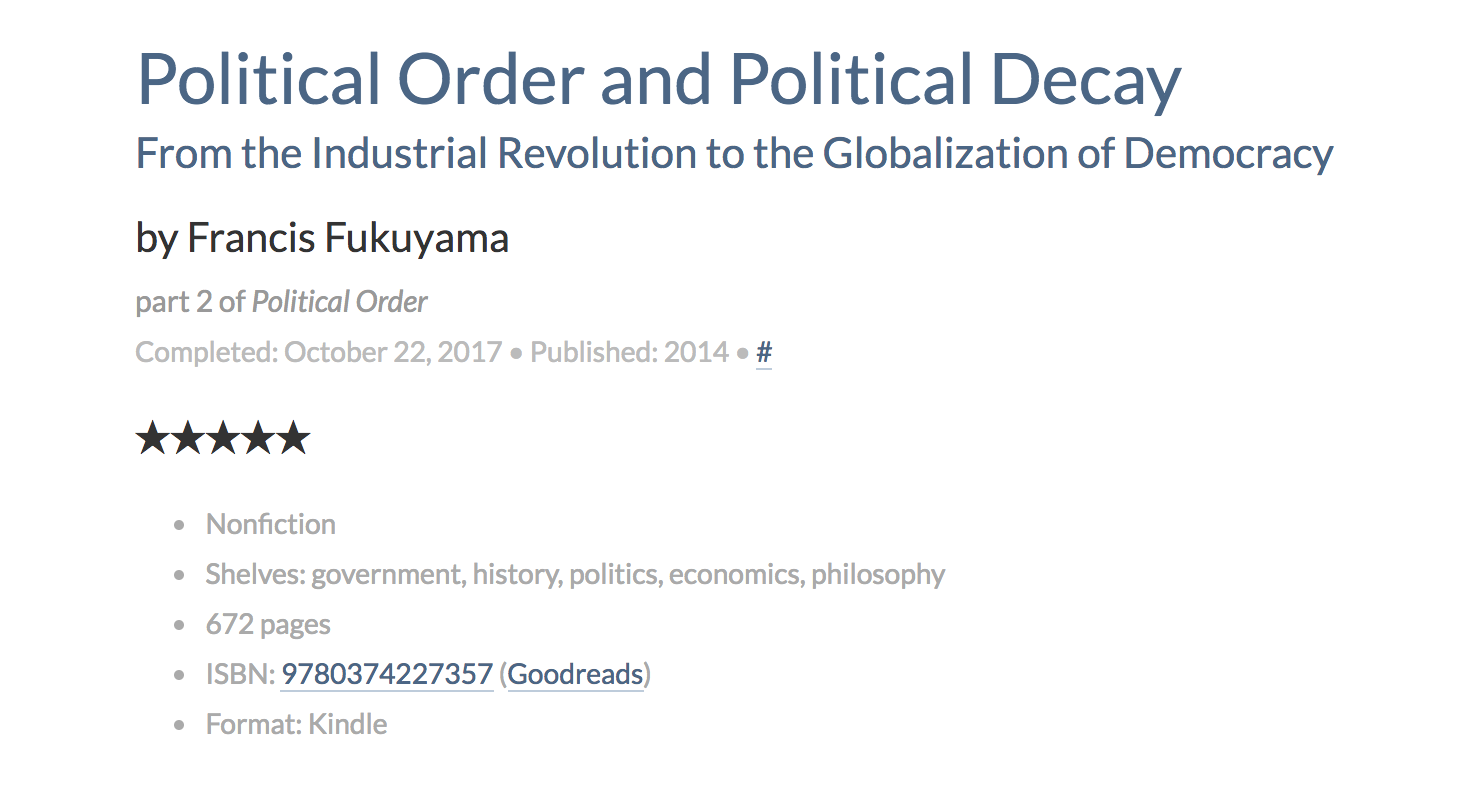 Political Order and Political Decay
From the Industrial Revolution to the Globalization of Democracy
by Francis Fukuyama
part 2 of Political Order
Completed: October 22, 2017 • Published: 2014 • #
★★★★★
• Nonfiction
• Shelves: government, history, politics, economics, philosophy
• 672 pages
• ISBN: 9780374227357 (Goodreads)
• Format: Kindle